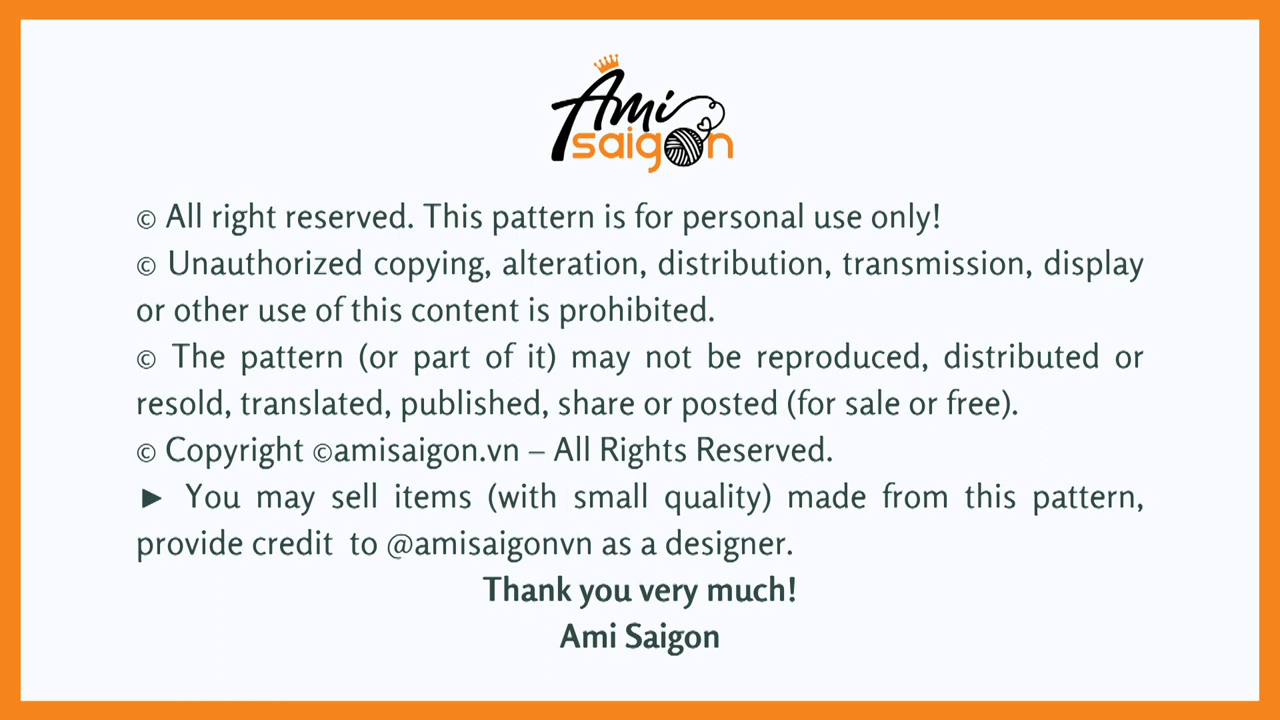 Ami
saigon
© All right reserved. This pattern is for personal use only!
© Unauthorized copying, alteration, distribution, transmission, display
or other use of this content is prohibited.
© The pattern (or part of it) may not be reproduced, distributed or
resold, translated, published, share or posted (for sale or free).
© Copyright ©amisaigon.vn – All Rights Reserved.
► You may sell items (with small quality) made from this pattern,
provide credit  to @amisaigonvn as a designer.
Thank you very much!
Ami Saigon